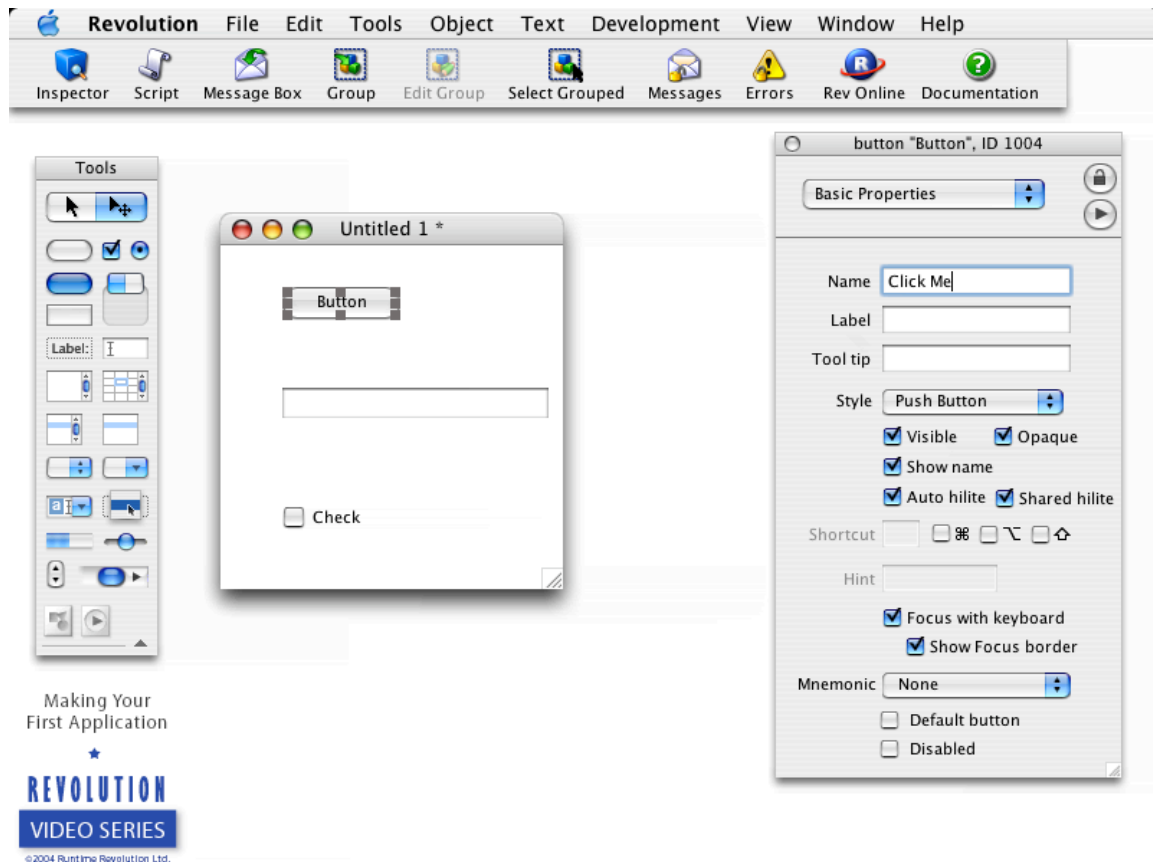 Revolution File Edit Tools Object Text Development View Window Help
Inspector Script Message Box Group Edit Group Select Grouped Messages Errors Rev Online Documentation
Tools
Label:
a
Untitled 1 *
Button
Check
button "Button", ID 1004
Basic Properties
Name Click Me
Label
Tool tip
Style Push Button
Visible Opaque
Show name
Auto hilite Shared hilite
Shortcut ⌘ ⌥ ⇧
Hint
Focus with keyboard
Show Focus border
Mnemonic None
Default button
Disabled
Making Your
First Application
REVOLUTION
VIDEO SERIES
©2004 Runtime Revolution Ltd.